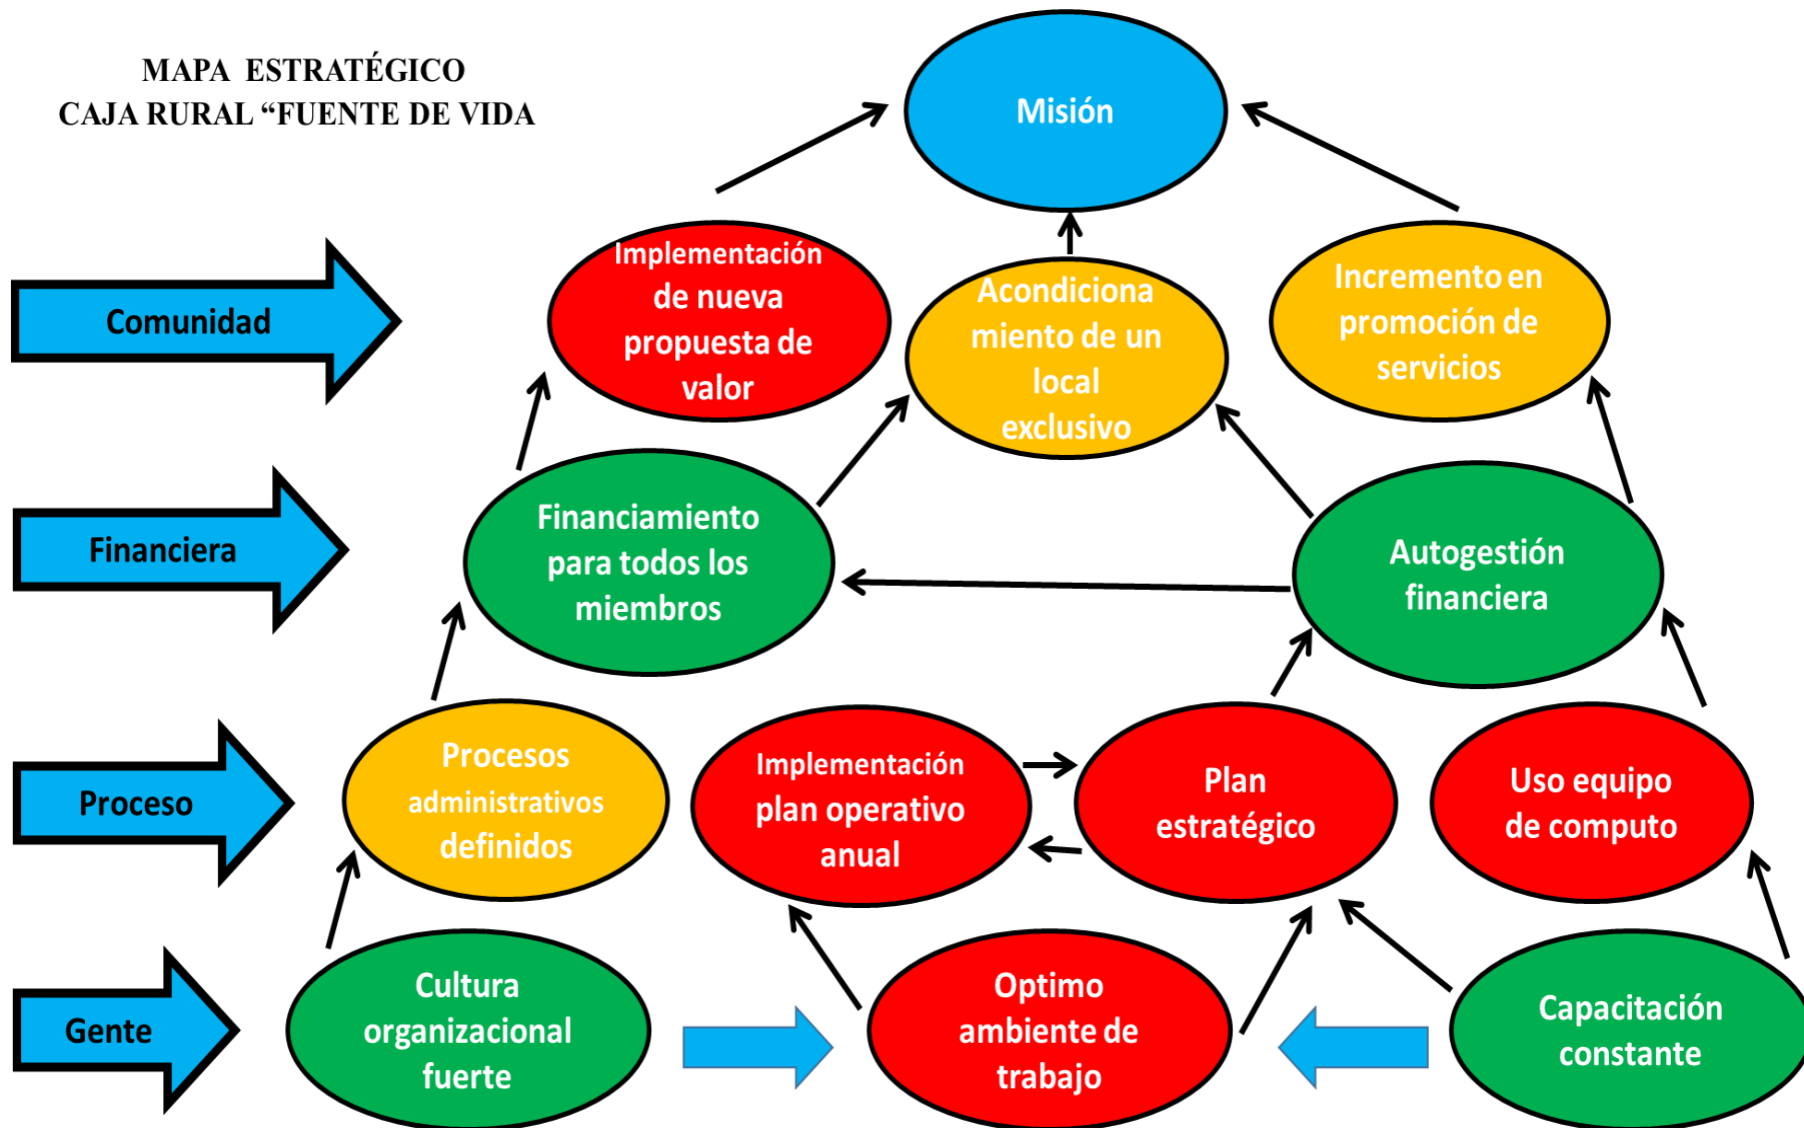 MAPA ESTRATÉGICO
CAJA RURAL “FUENTE DE VIDA
Misión
Comunidad
Implementación
de nueva
propuesta de
valor
Acondiciona
miento de un
local
exclusivo
Incremento en
promoción de
servicios
Financiera
Financiamiento
para todos los
miembros
Autogestión
financiera
Proceso
Procesos
administrativos
definidos
Implementación
plan operativo
anual
Plan
estratégico
Uso equipo
de computo
Gente
Cultura
organizacional
fuerte
Optimo
ambiente de
trabajo
Capacitación
constante